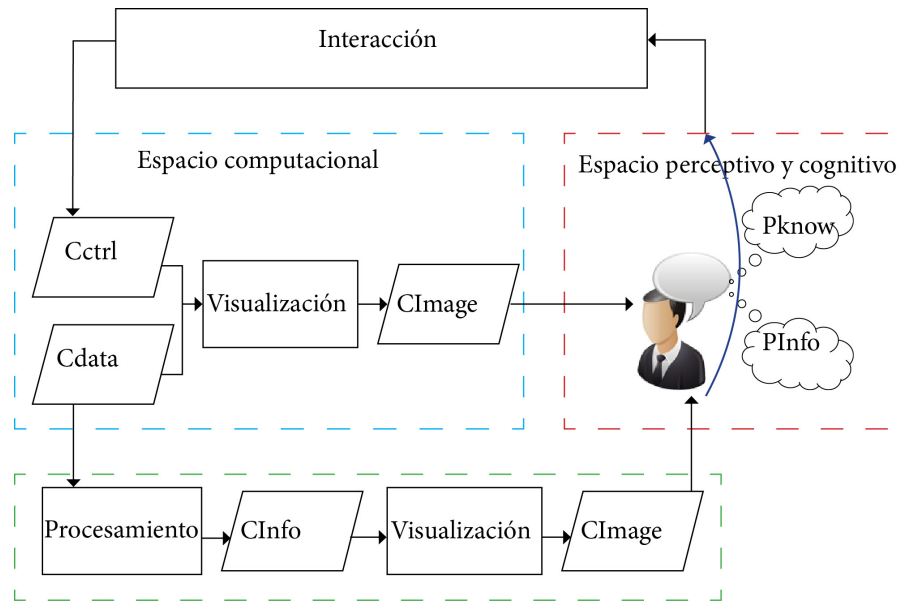 Interacción
Espacio computacional
Espacio perceptivo y cognitivo
Cctrl
Pknow
Visualización
CImage
Cdata
PInfo
Procesamiento
CInfo
Visualización
CImage